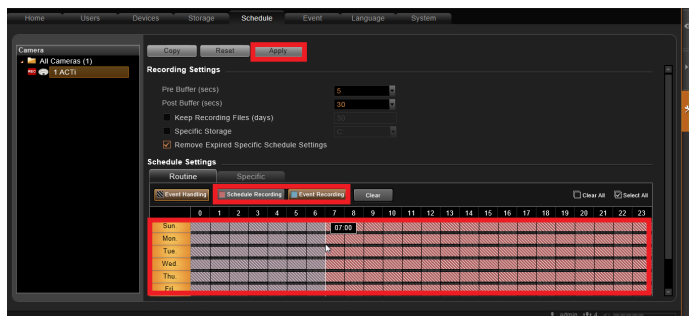 Home Users Devices Storage Schedule Event Language System
Camera
All Cameras (1)
REC 1 ACTi
Copy Reset Apply
Recording Settings
Pre Buffer (secs) 5
Post Buffer (secs) 30
Keep Recording Files (days) 30
Specific Storage C
Remove Expired Specific Schedule Settings
Schedule Settings
Routine Specific
Event Handling Schedule Recording Event Recording Clear Clear All Select All
0 1 2 3 4 5 6 7 8 9 10 11 12 13 14 15 16 17 18 19 20 21 22 23
Sun. 07:00
Mon.
Tue.
Wed.
Thu.
Fri.
admin